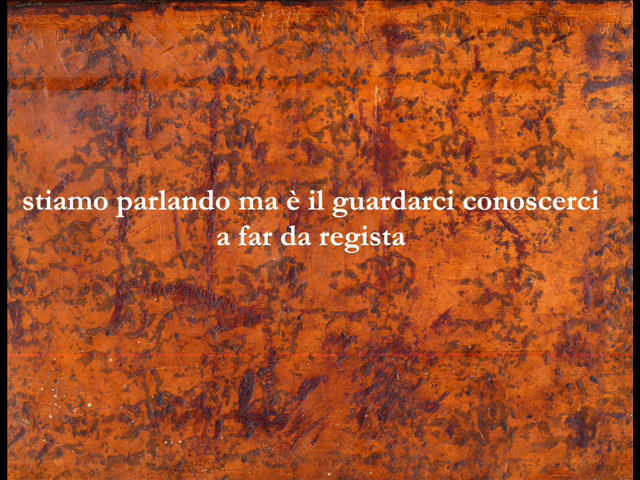 stiamo parlando ma è il guardarci conoscerci
a far da regista